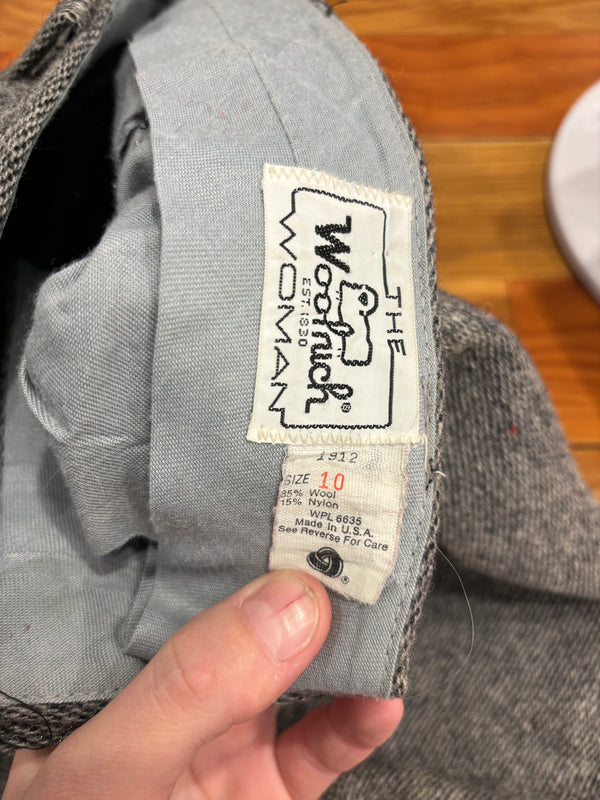 THE
Woolrich®
EST. 1830
WOMAN
1912
SIZE 10
85% Wool
15% Nylon
WPL 6635
Made in U.S.A.
See Reverse For Care
®